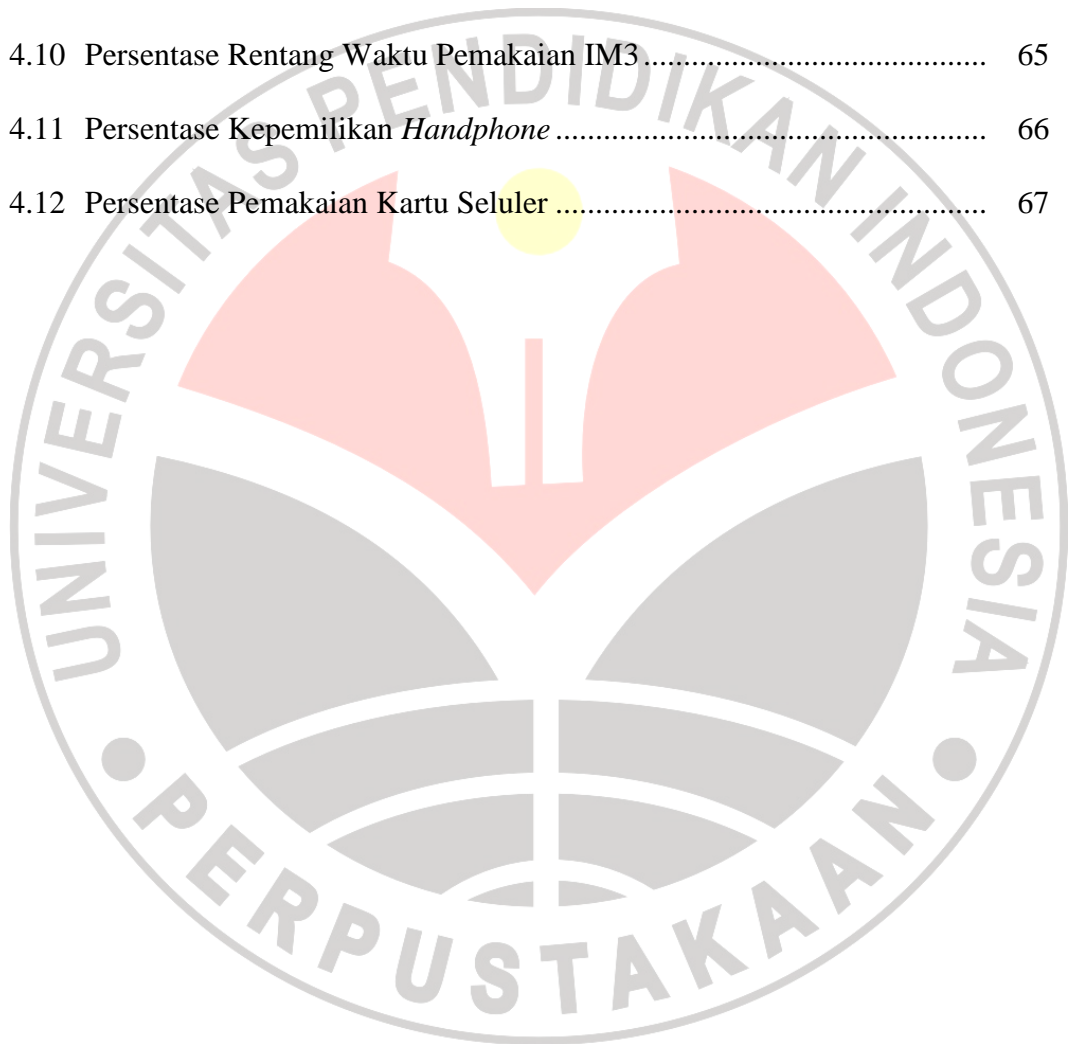 4.10 Persentase Rentang Waktu Pemakaian IM3 ......................................... 65
4.11 Persentase Kepemilikan Handphone ..................................................... 66
4.12 Persentase Pemakaian Kartu Seluler ..................................................... 67
UNIVERSITAS PENDIDIKAN INDONESIA
PERPUSTAKAAN